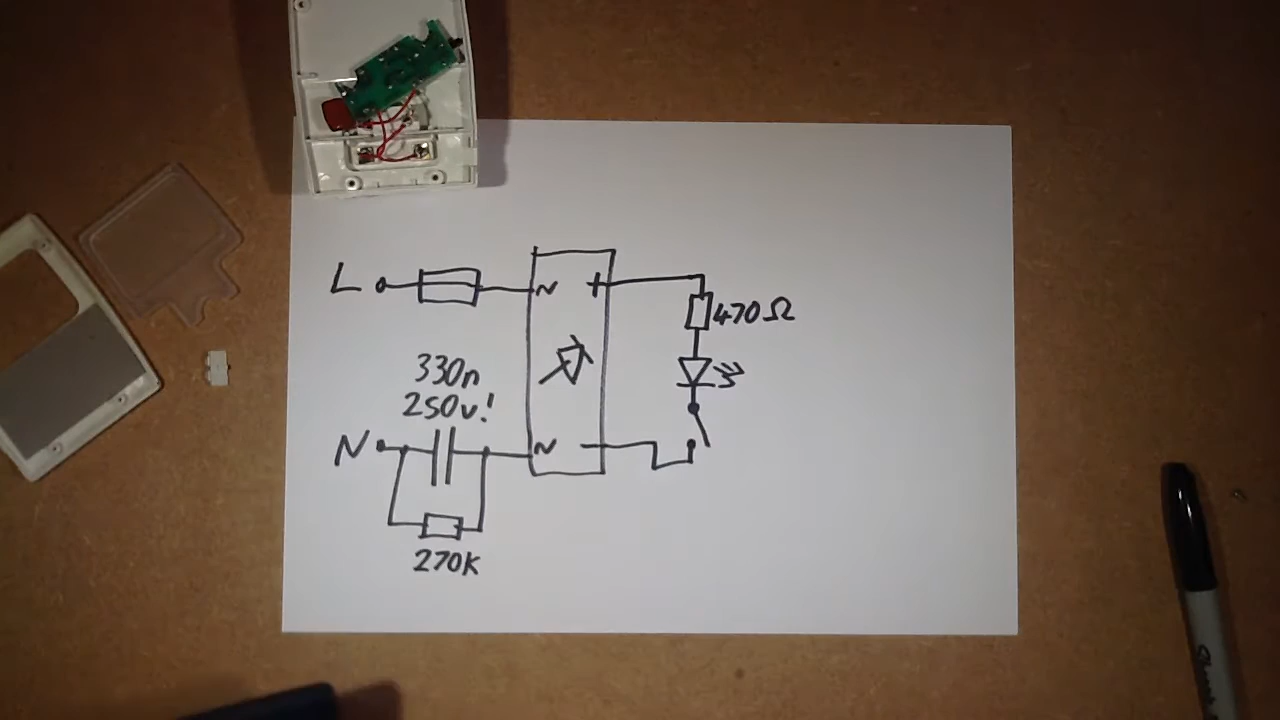 L
~ +
470Ω
330n
250v!
N
~ -
270K